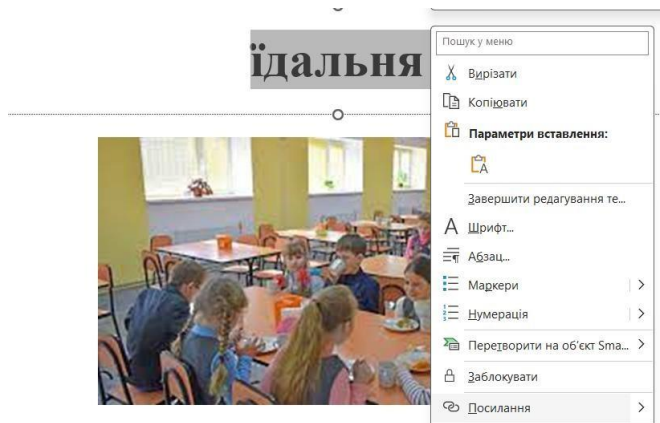 їдальня
Пошук у меню
Вирізати
Копіювати
Параметри вставлення:
Завершити редагування те...
Шрифт...
Абзац...
Маркери
Нумерація
Перетворити на об'єкт Sma...
Заблокувати
Посилання